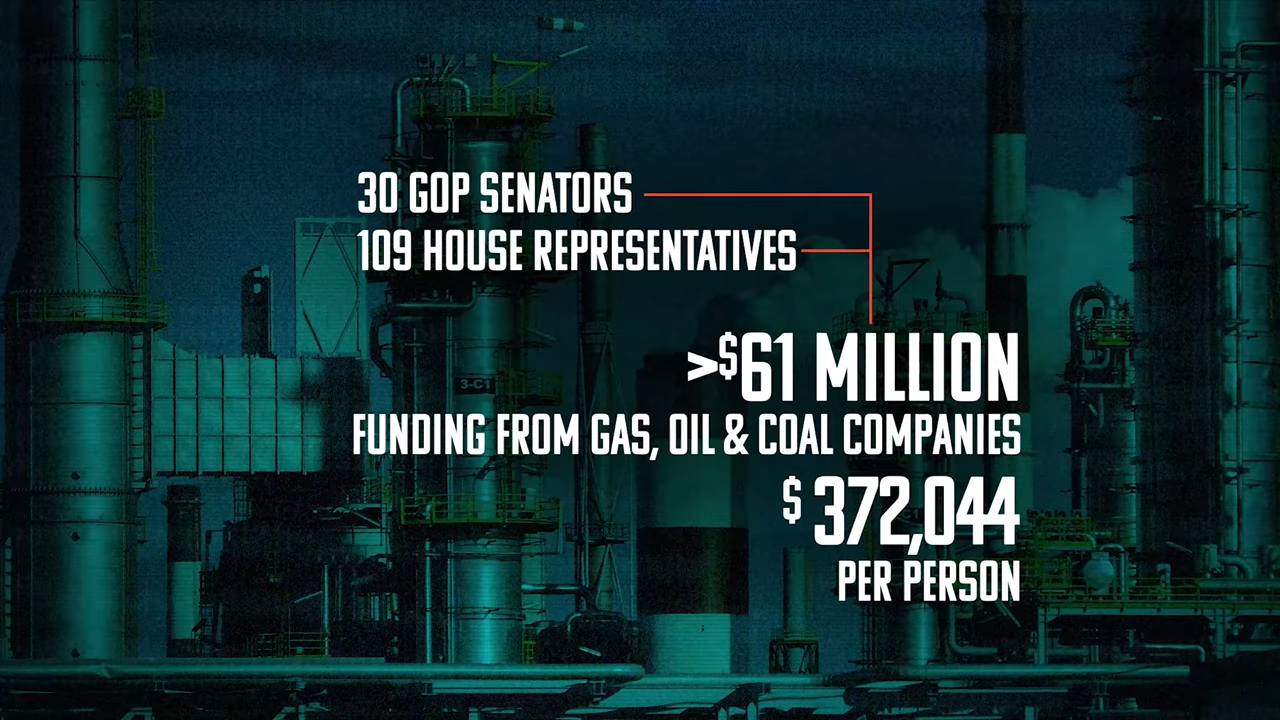 30 GOP SENATORS
109 HOUSE REPRESENTATIVES
>$61 MILLION
FUNDING FROM GAS, OIL & COAL COMPANIES
$372,044
PER PERSON
3-C1